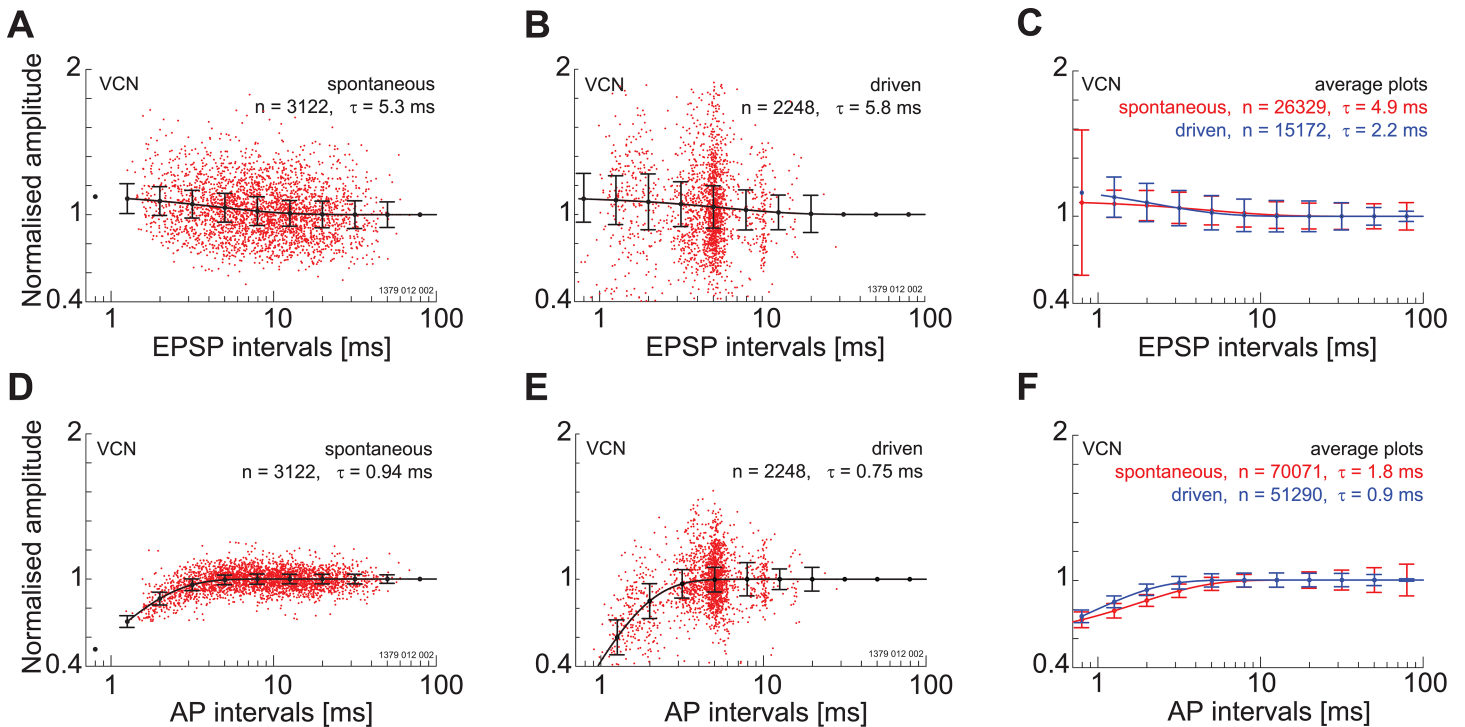 A
B
C
Normalised amplitude
2
1
0.4
VCN
spontaneous
n = 3122, τ = 5.3 ms
1379 012 002
1
10
100
EPSP intervals [ms]
2
1
0.4
VCN
driven
n = 2248, τ = 5.8 ms
1379 012 002
1
10
100
EPSP intervals [ms]
2
1
0.4
VCN
average plots
spontaneous, n = 26329, τ = 4.9 ms
driven, n = 15172, τ = 2.2 ms
1
10
100
EPSP intervals [ms]
D
E
F
Normalised amplitude
2
1
0.4
VCN
spontaneous
n = 3122, τ = 0.94 ms
1379 012 002
1
10
100
AP intervals [ms]
2
1
0.4
VCN
driven
n = 2248, τ = 0.75 ms
1379 012 002
1
10
100
AP intervals [ms]
2
1
0.4
VCN
average plots
spontaneous, n = 70071, τ = 1.8 ms
driven, n = 51290, τ = 0.9 ms
1
10
100
AP intervals [ms]